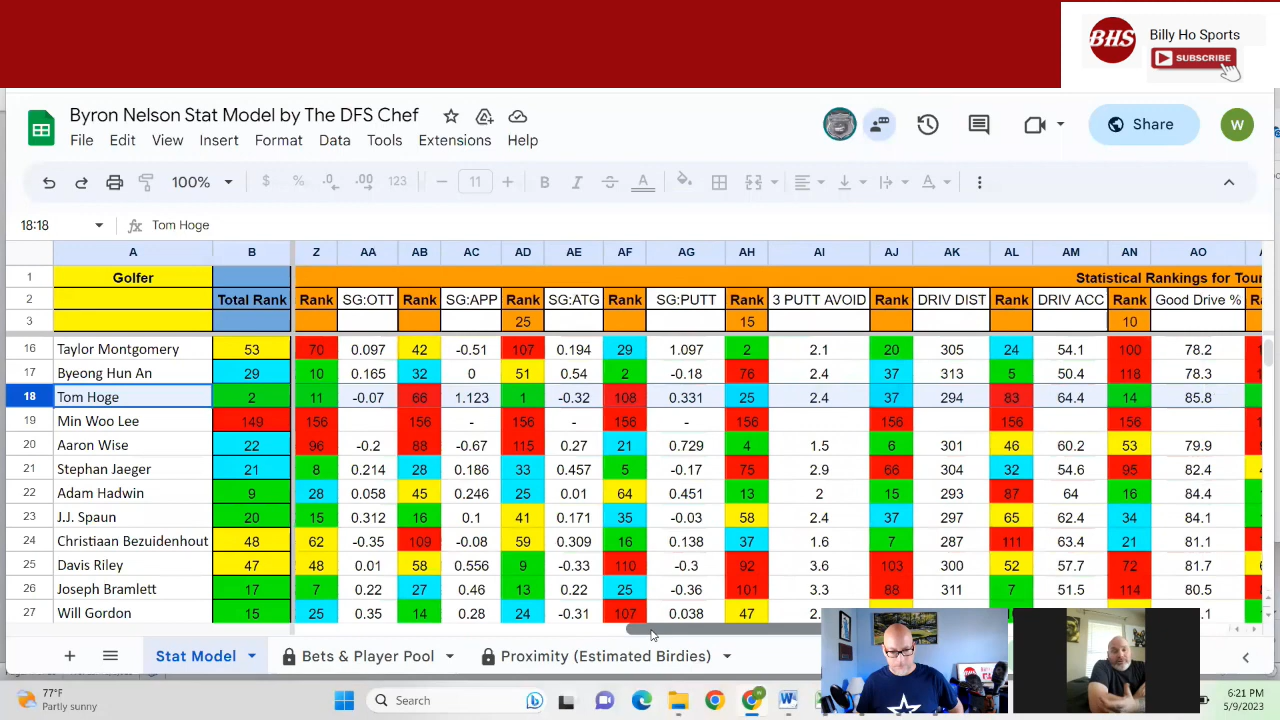 BHS Billy Ho Sports
SUBSCRIBE
Byron Nelson Stat Model by The DFS Chef
File Edit View Insert Format Data Tools Extensions Help
Share W
100% $ % .0 .00 123 11 B I A
18:18 fx Tom Hoge
A B Z AA AB AC AD AE AF AG AH AI AJ AK AL AM AN AO
1 Golfer Statistical Rankings for Tour
2 Total Rank Rank SG:OTT Rank SG:APP Rank SG:ATG Rank SG:PUTT Rank 3 PUTT AVOID Rank DRIV DIST Rank DRIV ACC Rank Good Drive %
3 25 15 10
16 Taylor Montgomery 53 70 0.097 42 -0.51 107 0.194 29 1.097 2 2.1 20 305 24 54.1 100 78.2
17 Byeong Hun An 29 10 0.165 32 0 51 0.54 2 -0.18 76 2.4 37 313 5 50.4 118 78.3
18 Tom Hoge 2 11 -0.07 66 1.123 1 -0.32 108 0.331 25 2.4 37 294 83 64.4 14 85.8
19 Min Woo Lee 149 156 - 156 - 156 - 156 - 156 156 156 156
20 Aaron Wise 22 96 -0.2 88 -0.67 115 0.27 21 0.729 4 1.5 6 301 46 60.2 53 79.9
21 Stephan Jaeger 21 8 0.214 28 0.186 33 0.457 5 -0.17 75 2.9 66 304 32 54.6 95 82.4
22 Adam Hadwin 9 28 0.058 45 0.246 25 0.01 64 0.451 13 2 15 293 87 64 16 84.4
23 J.J. Spaun 20 15 0.312 16 0.1 41 0.171 35 -0.03 58 2.4 37 297 65 62.4 34 84.1
24 Christiaan Bezuidenhout 48 62 -0.35 109 -0.08 59 0.309 16 0.138 37 1.6 7 287 111 63.4 21 81.1
25 Davis Riley 47 48 0.01 58 0.556 9 -0.33 110 -0.3 92 3.6 103 300 52 57.7 72 81.7
26 Joseph Bramlett 17 7 0.22 27 0.46 13 0.22 25 -0.36 101 3.3 88 311 7 51.5 114 80.5
27 Will Gordon 15 25 0.35 14 0.28 24 -0.31 107 0.038 47
Stat Model Bets & Player Pool Proximity (Estimated Birdies)
77°F
Partly sunny
Search
6:21 PM
5/9/2023